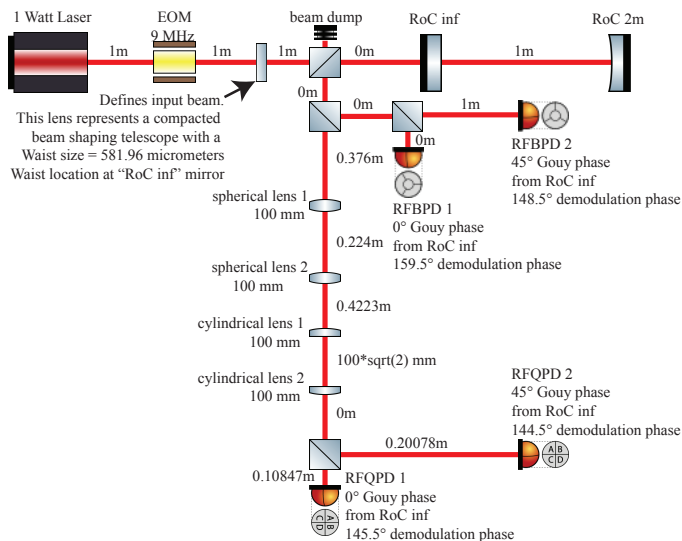 1 Watt Laser
EOM
9 MHz
beam dump
RoC inf
RoC 2m
1m
1m
1m
0m
1m
Defines input beam.
This lens represents a compacted
beam shaping telescope with a
Waist size = 581.96 micrometers
Waist location at “RoC inf” mirror
0m
0m
1m
0m
RFBPD 2
45° Gouy phase
from RoC inf
148.5° demodulation phase
0.376m
RFBPD 1
0° Gouy phase
from RoC inf
159.5° demodulation phase
spherical lens 1
100 mm
0.224m
spherical lens 2
100 mm
0.4223m
cylindrical lens 1
100 mm
100*sqrt(2) mm
cylindrical lens 2
100 mm
0m
RFQPD 2
45° Gouy phase
from RoC inf
144.5° demodulation phase
0.20078m
A B
C D
0.10847m
RFQPD 1
0° Gouy phase
from RoC inf
145.5° demodulation phase
A B
C D